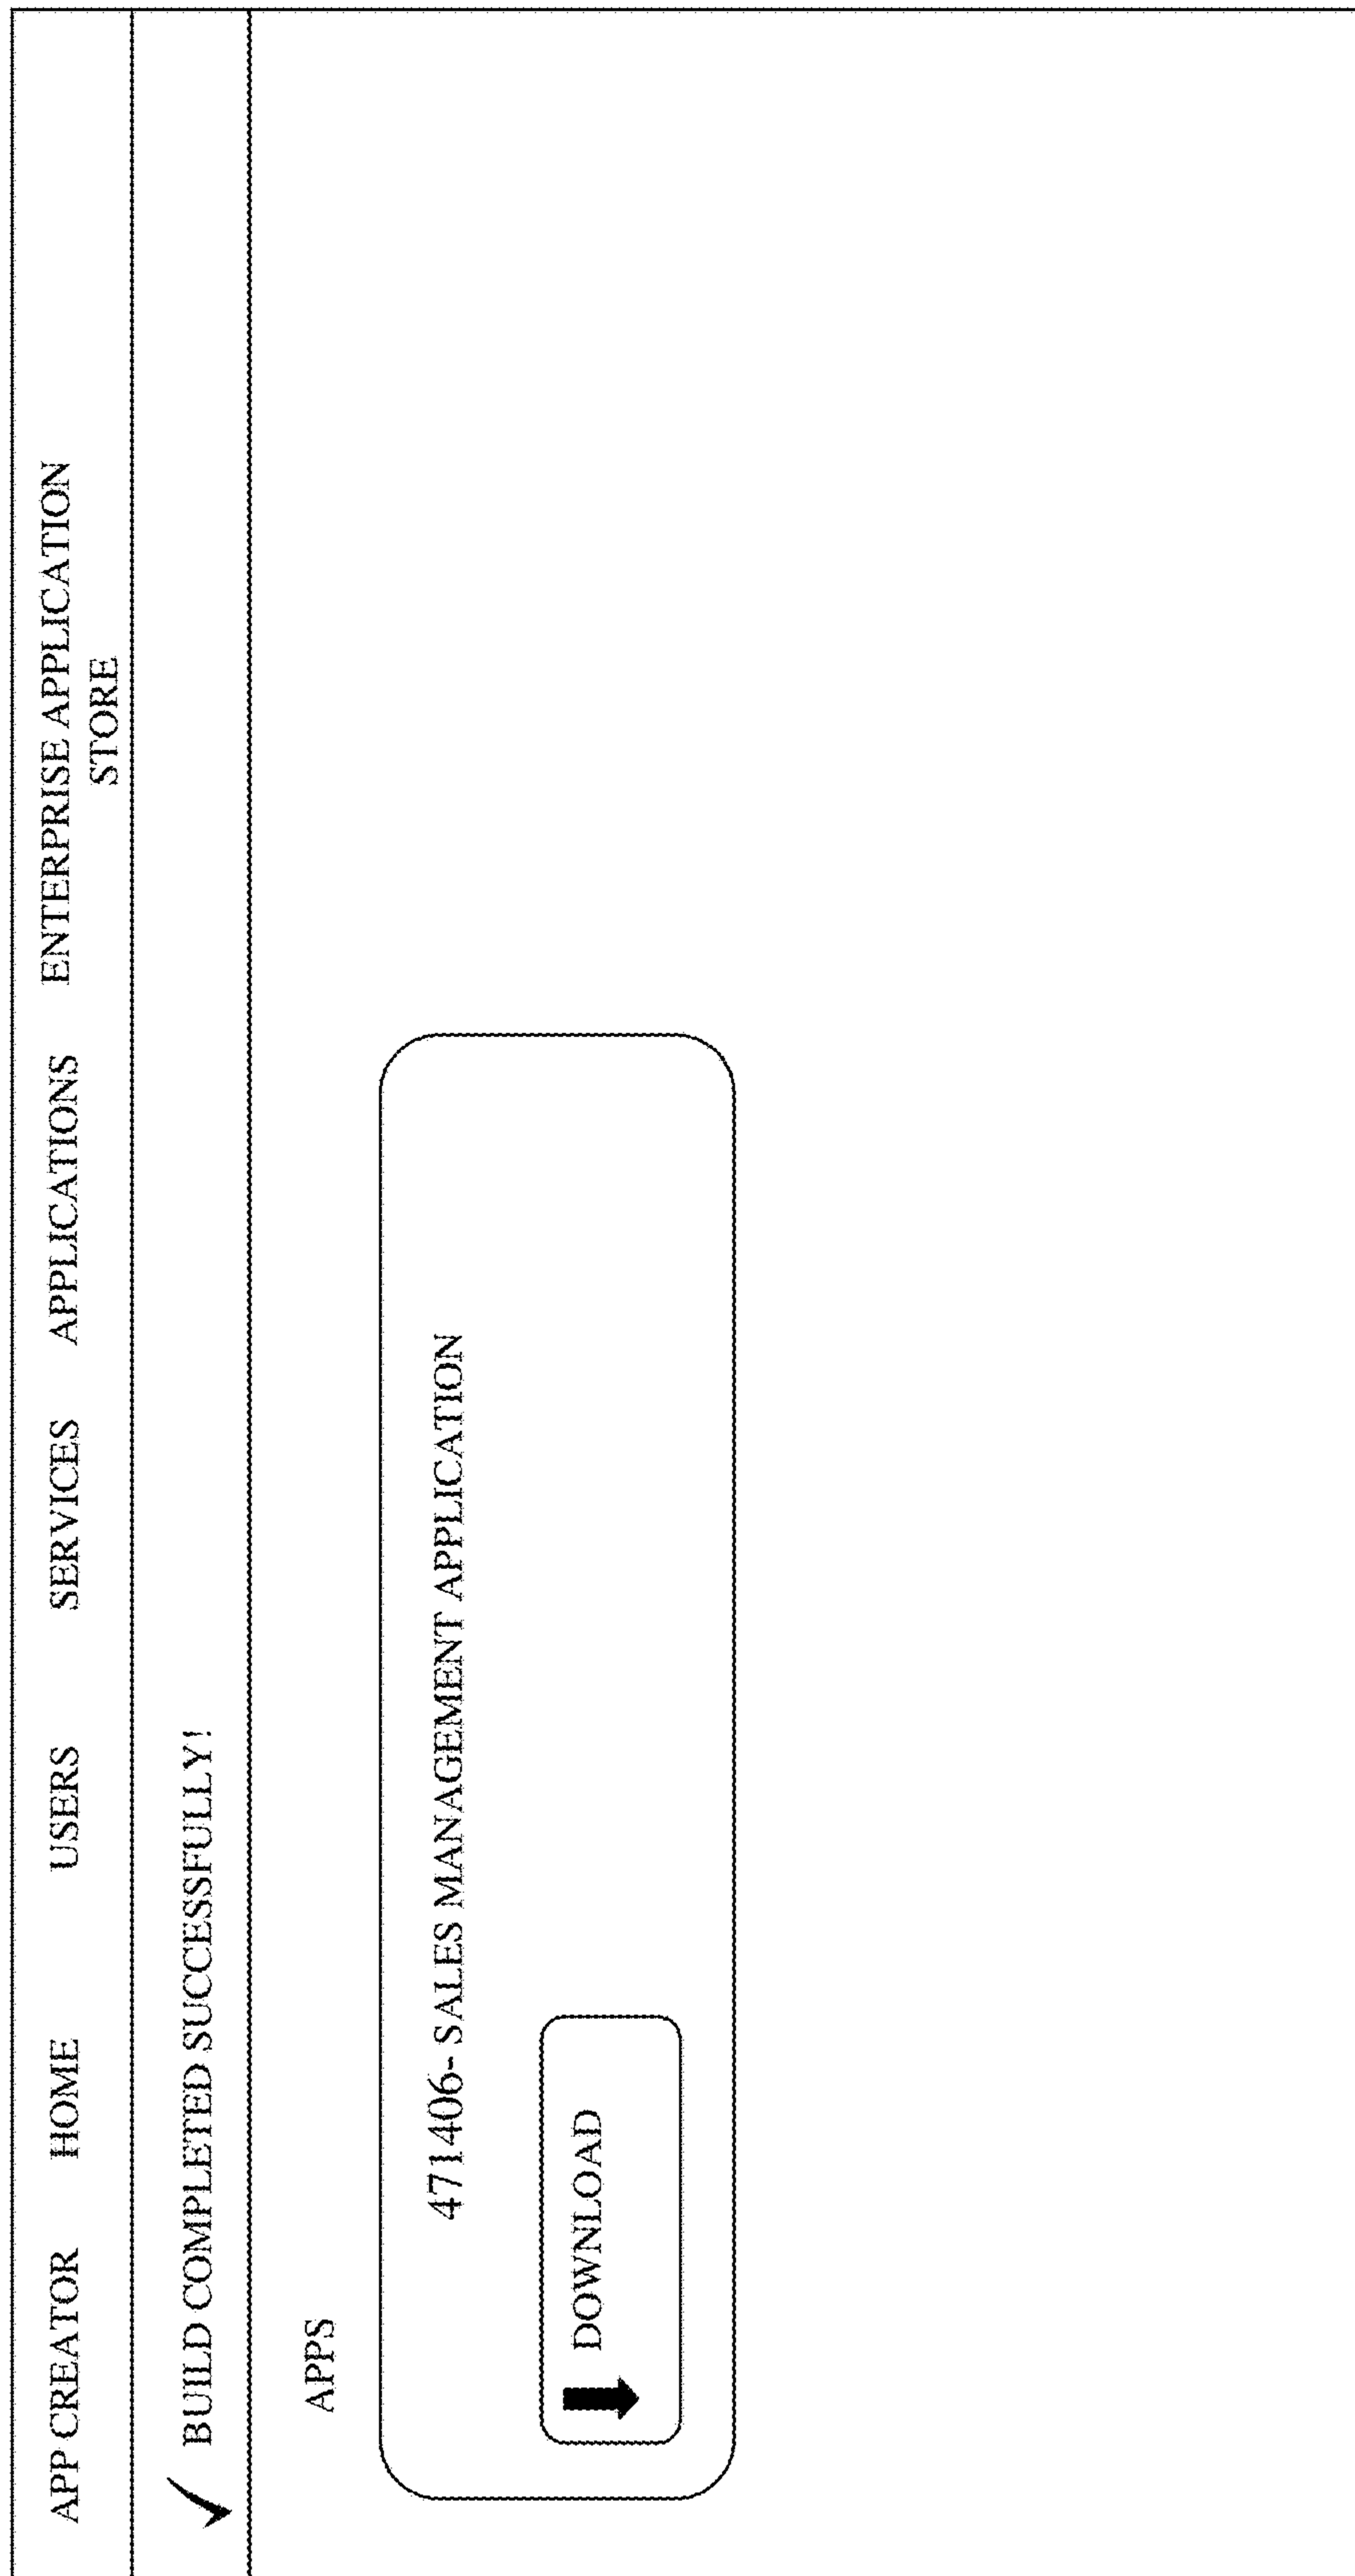 APP CREATOR HOME USERS SERVICES APPLICATIONS ENTERPRISE APPLICATION
STORE
BUILD COMPLETED SUCCESSFULLY!
APPS
471406- SALES MANAGEMENT APPLICATION
DOWNLOAD